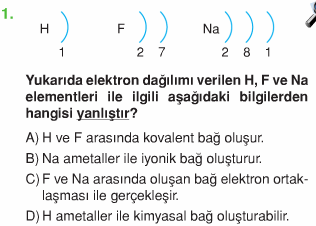 1.
H F Na
1 2 7 2 8 1
Yukarıda elektron dağılımı verilen H, F ve Na
elementleri ile ilgili aşağıdaki bilgilerden
hangisi yanlıştır?
A) H ve F arasında kovalent bağ oluşur.
B) Na ametaller ile iyonik bağ oluşturur.
C) F ve Na arasında oluşan bağ elektron ortak-
laşması ile gerçekleşir.
D) H ametaller ile kimyasal bağ oluşturabilir.